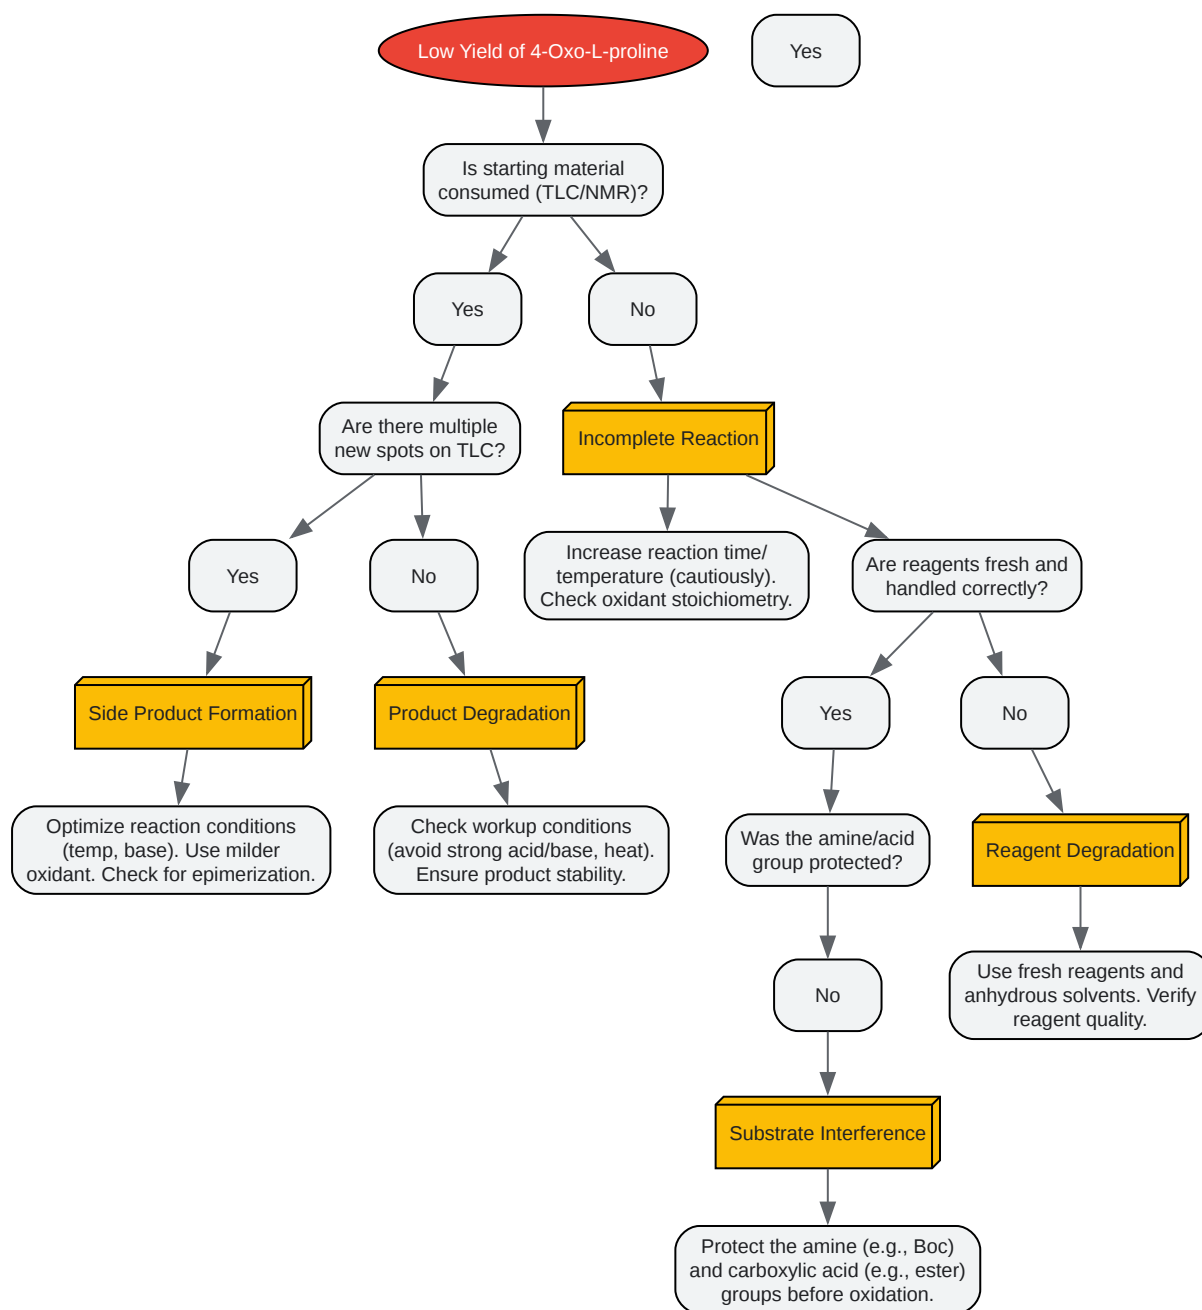 Low Yield of 4-Oxo-L-proline
Yes
Is starting material
consumed (TLC/NMR)?
Yes
No
Are there multiple
new spots on TLC?
Incomplete Reaction
Yes
No
Increase reaction time/
temperature (cautiously).
Check oxidant stoichiometry.
Are reagents fresh and
handled correctly?
Side Product Formation
Product Degradation
Yes
No
Optimize reaction conditions
(temp, base). Use milder
oxidant. Check for epimerization.
Check workup conditions
(avoid strong acid/base, heat).
Ensure product stability.
Was the amine/acid
group protected?
Reagent Degradation
No
Use fresh reagents and
anhydrous solvents. Verify
reagent quality.
Substrate Interference
Protect the amine (e.g., Boc)
and carboxylic acid (e.g., ester)
groups before oxidation.